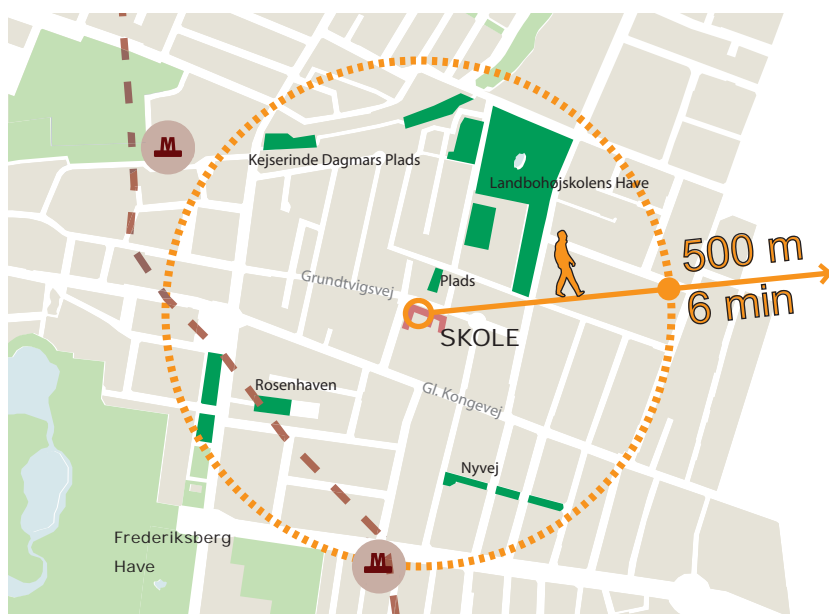 M
Kejserinde Dagmars Plads
Landbohøjskolens Have
500 m
6 min
Grundtvigsvej
Plads
SKOLE
Rosenhaven
Gl. Kongevej
Nyvej
Frederiksberg
Have
M